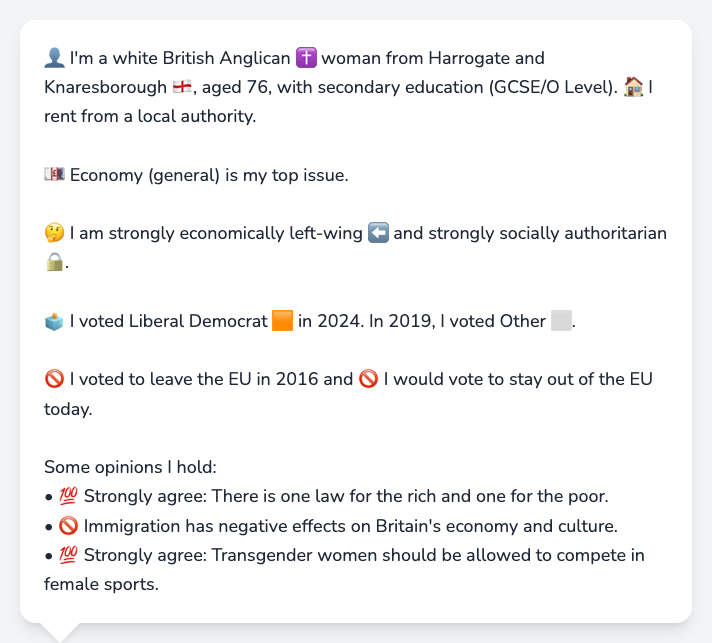 👤 I'm a white British Anglican ✝️ woman from Harrogate and
Knaresborough 🏴󠁧󠁢󠁥󠁮󠁧󠁿, aged 76, with secondary education (GCSE/O Level). 🏠 I
rent from a local authority.
💷 Economy (general) is my top issue.
🤔 I am strongly economically left-wing ⬅️ and strongly socially authoritarian
🔒.
🗳️ I voted Liberal Democrat 🟧 in 2024. In 2019, I voted Other ⬜.
🚫 I voted to leave the EU in 2016 and 🚫 I would vote to stay out of the EU
today.
Some opinions I hold:
• 💯 Strongly agree: There is one law for the rich and one for the poor.
• 🚫 Immigration has negative effects on Britain's economy and culture.
• 💯 Strongly agree: Transgender women should be allowed to compete in
female sports.